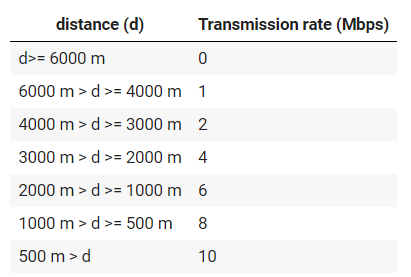 distance (d) Transmission rate (Mbps)
d>= 6000 m 0
6000 m > d >= 4000 m 1
4000 m > d >= 3000 m 2
3000 m > d >= 2000 m 4
2000 m > d >= 1000 m 6
1000 m > d >= 500 m 8
500 m > d 10